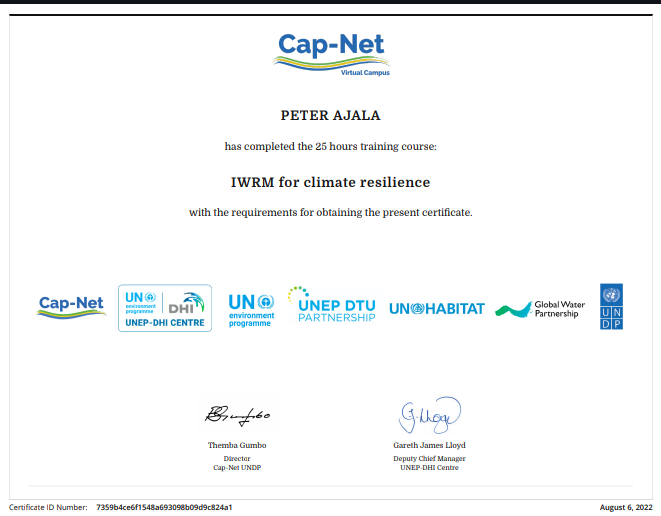 Cap-Net
Virtual Campus
PETER AJALA
has completed the 25 hours training course:
IWRM for climate resilience
with the requirements for obtaining the present certificate.
Cap-Net
UN
environment
programme
DHI
UNEP-DHI CENTRE
UN
environment
programme
UNEP DTU
PARTNERSHIP
UN HABITAT
Global Water
Partnership
U N
D P
Themba Gumbo
Director
Cap-Net UNDP
Gareth James Lloyd
Deputy Chief Manager
UNEP-DHI Centre
Certificate ID Number: 7359b4ce6f1548a693098b09d9c824a1
August 6, 2022